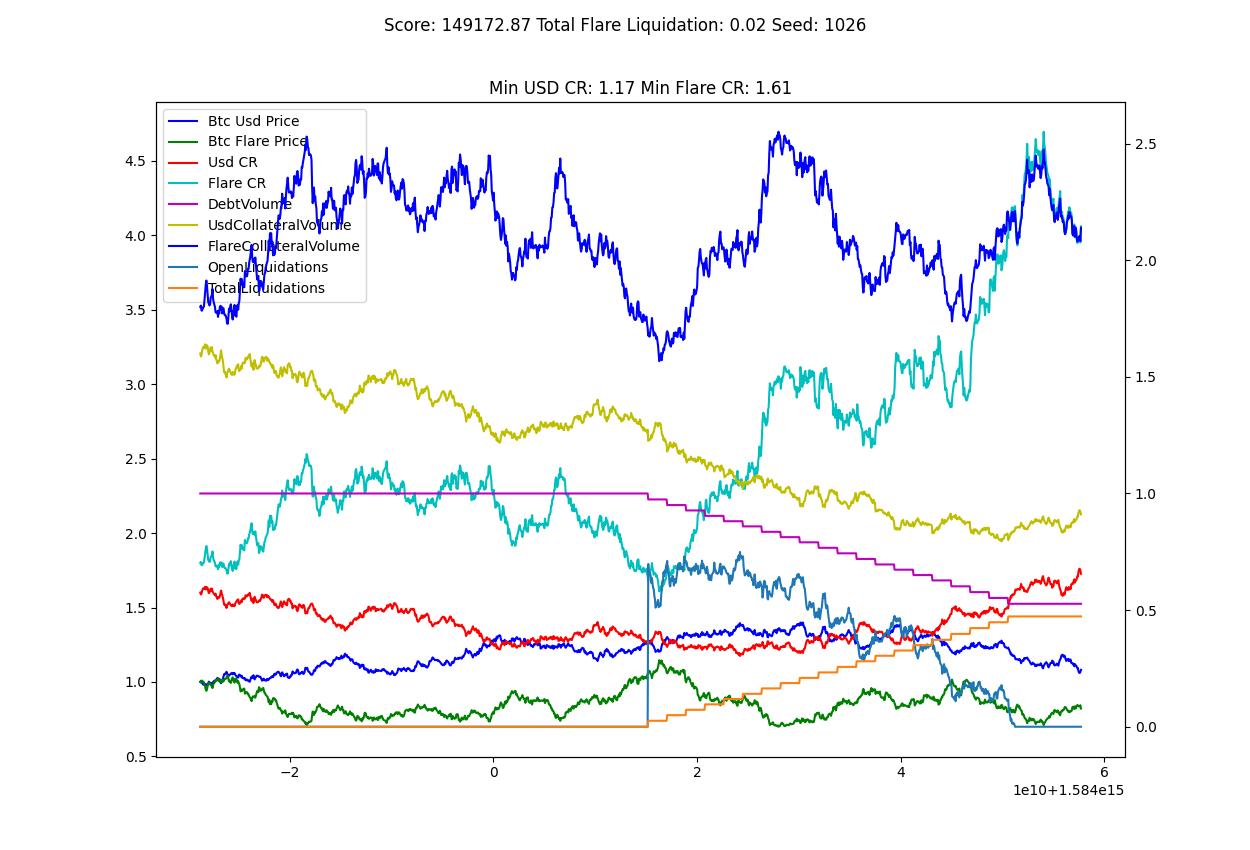 Score: 149172.87 Total Flare Liquidation: 0.02 Seed: 1026
Min USD CR: 1.17 Min Flare CR: 1.61
Btc Usd Price
Btc Flare Price
Usd CR
Flare CR
DebtVolume
UsdCollateralVolume
FlareCollateralVolume
OpenLiquidations
TotalLiquidations
4.5
4.0
3.5
3.0
2.5
2.0
1.5
1.0
0.5
2.5
2.0
1.5
1.0
0.5
0.0
−2
0
2
4
6
1e10+1.584e15